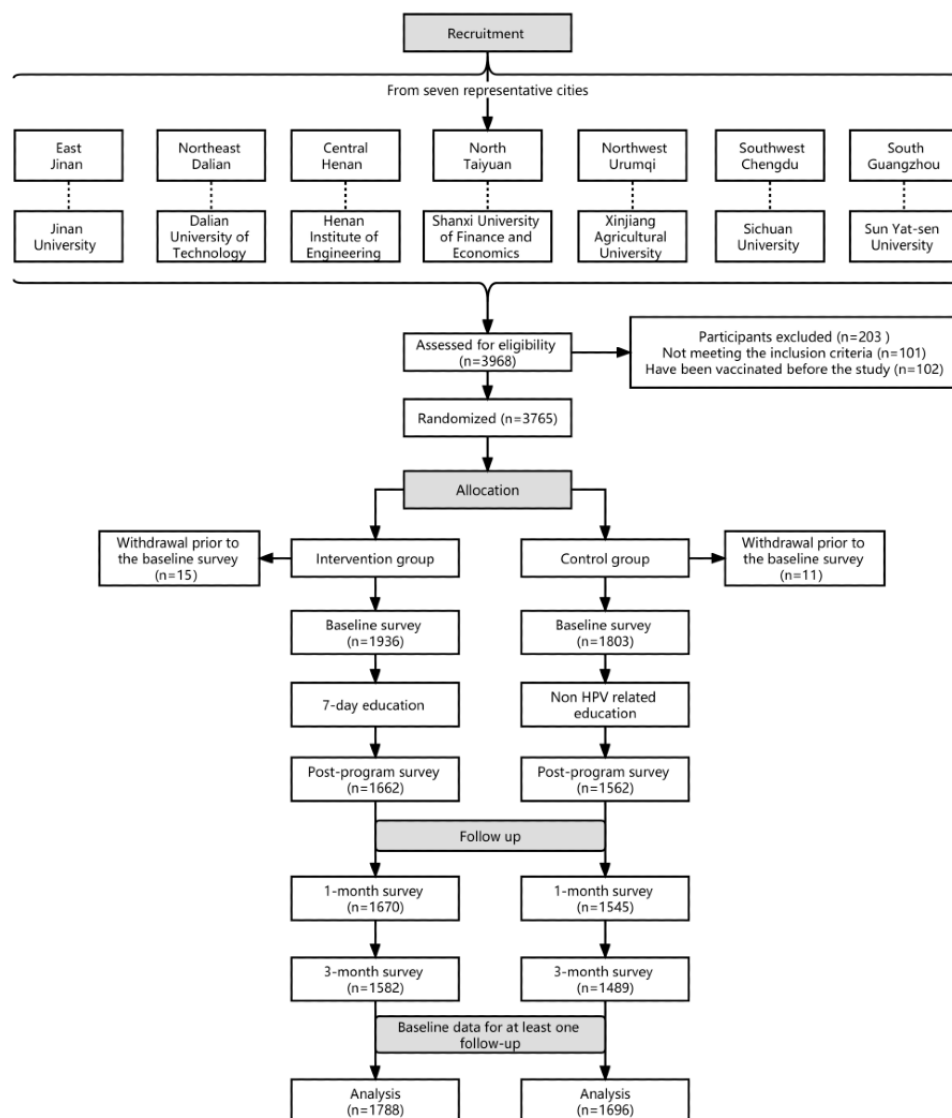 Recruitment
From seven representative cities
East
Jinan
Northeast
Dalian
Central
Henan
North
Taiyuan
Northwest
Urumqi
Southwest
Chengdu
South
Guangzhou
Jinan
University
Dalian
University of
Technology
Henan
Institute of
Engineering
Shanxi University
of Finance and
Economics
Xinjiang
Agricultural
University
Sichuan
University
Sun Yat-sen
University
Assessed for eligibility
(n=3968)
Participants excluded (n=203 )
Not meeting the inclusion criteria (n=101)
Have been vaccinated before the study (n=102)
Randomized (n=3765)
Allocation
Withdrawal prior to
the baseline survey
(n=15)
Intervention group
Control group
Withdrawal prior to
the baseline survey
(n=11)
Baseline survey
(n=1936)
Baseline survey
(n=1803)
7-day education
Non HPV related
education
Post-program survey
(n=1662)
Post-program survey
(n=1562)
Follow up
1-month survey
(n=1670)
1-month survey
(n=1545)
3-month survey
(n=1582)
3-month survey
(n=1489)
Baseline data for at least one
follow-up
Analysis
(n=1788)
Analysis
(n=1696)